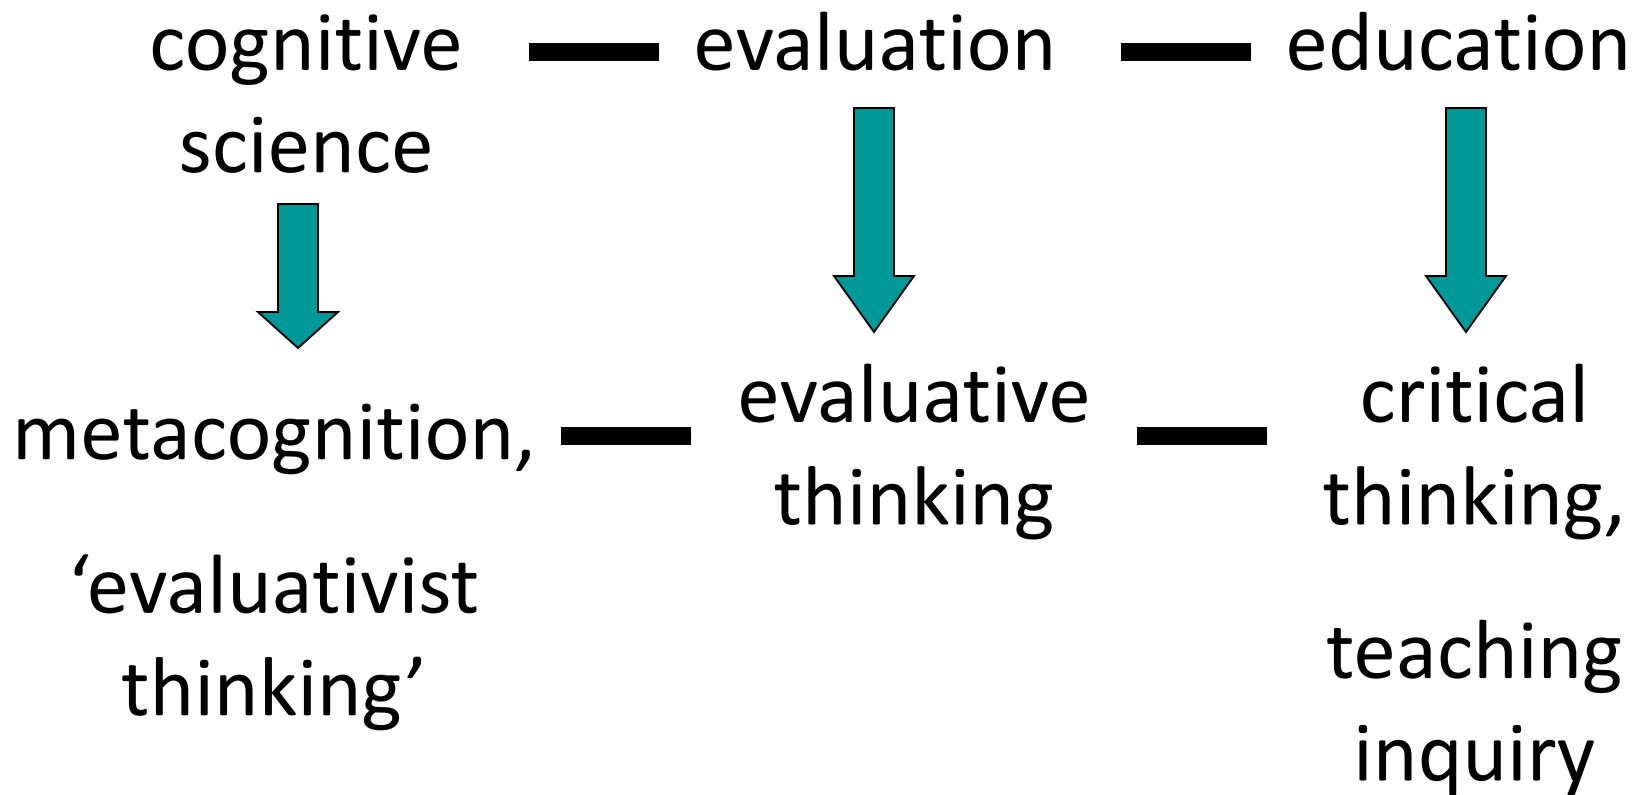 cognitive
science
evaluation
education
metacognition,
‘evaluativist
thinking’
evaluative
thinking
critical
thinking,
teaching
inquiry